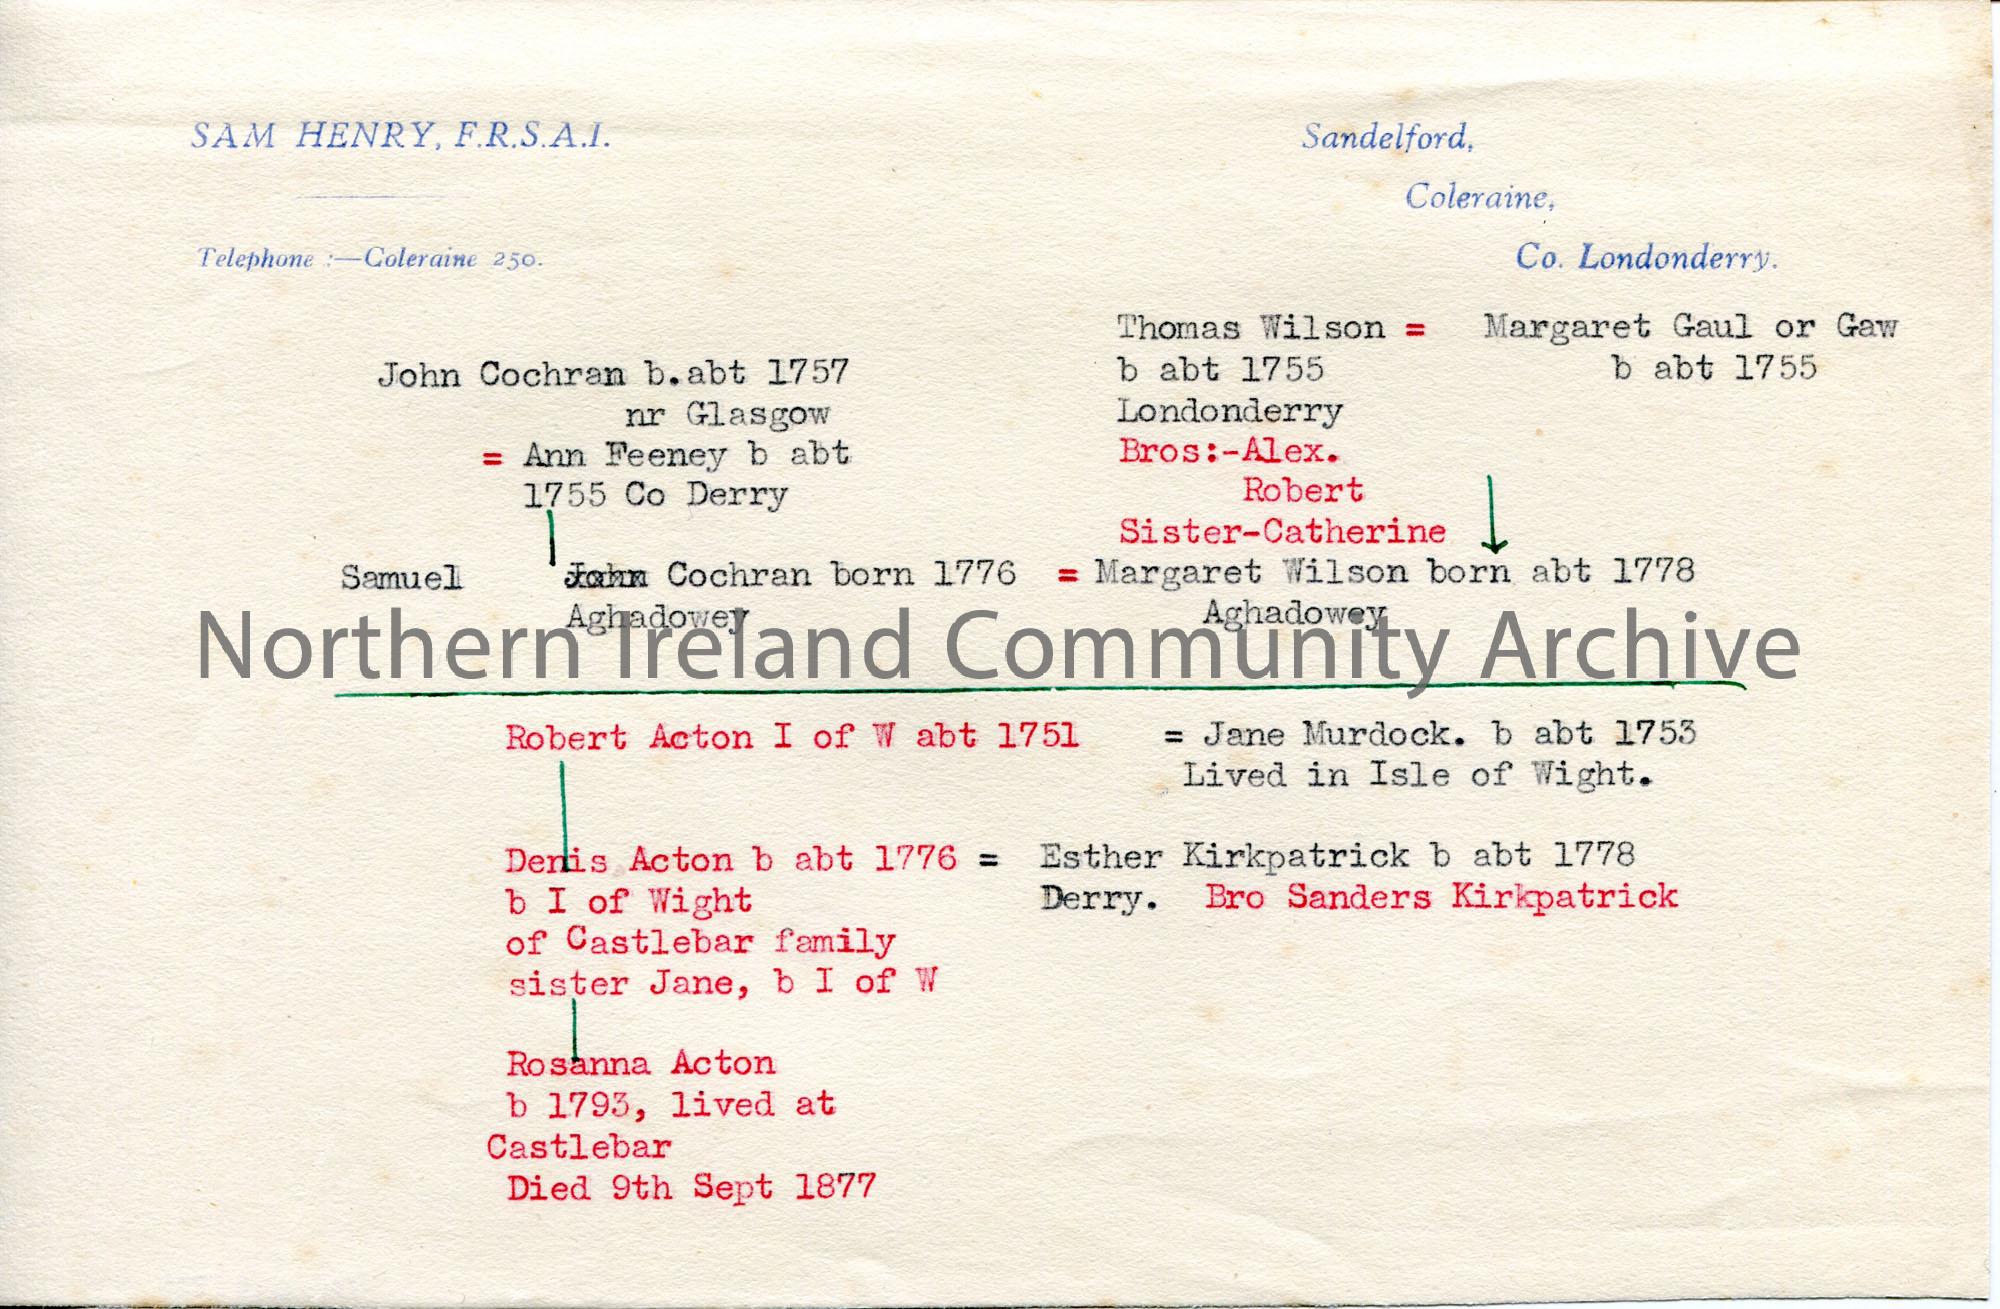 SAM HENRY, F.R.S.A.I.
Telephone :—Coleraine 250.
Sandelford,
Coleraine,
Co. Londonderry.
Thomas Wilson = Margaret Gaul or Gaw
b abt 1755 b abt 1755
Londonderry
Bros:-Alex.
Robert
Sister-Catherine
John Cochran b.abt 1757
nr Glasgow
= Ann Feeney b abt
1755 Co Derry
Samuel John Cochran born 1776 = Margaret Wilson born abt 1778
Aghadowey Aghadowey
Northern Ireland Community Archive
Robert Acton I of W abt 1751 = Jane Murdock. b abt 1753
Lived in Isle of Wight.
Denis Acton b abt 1776 = Esther Kirkpatrick b abt 1778
b I of Wight Derry. Bro Sanders Kirkpatrick
of Castlebar family
sister Jane, b I of W
Rosanna Acton
b 1793, lived at
Castlebar
Died 9th Sept 1877